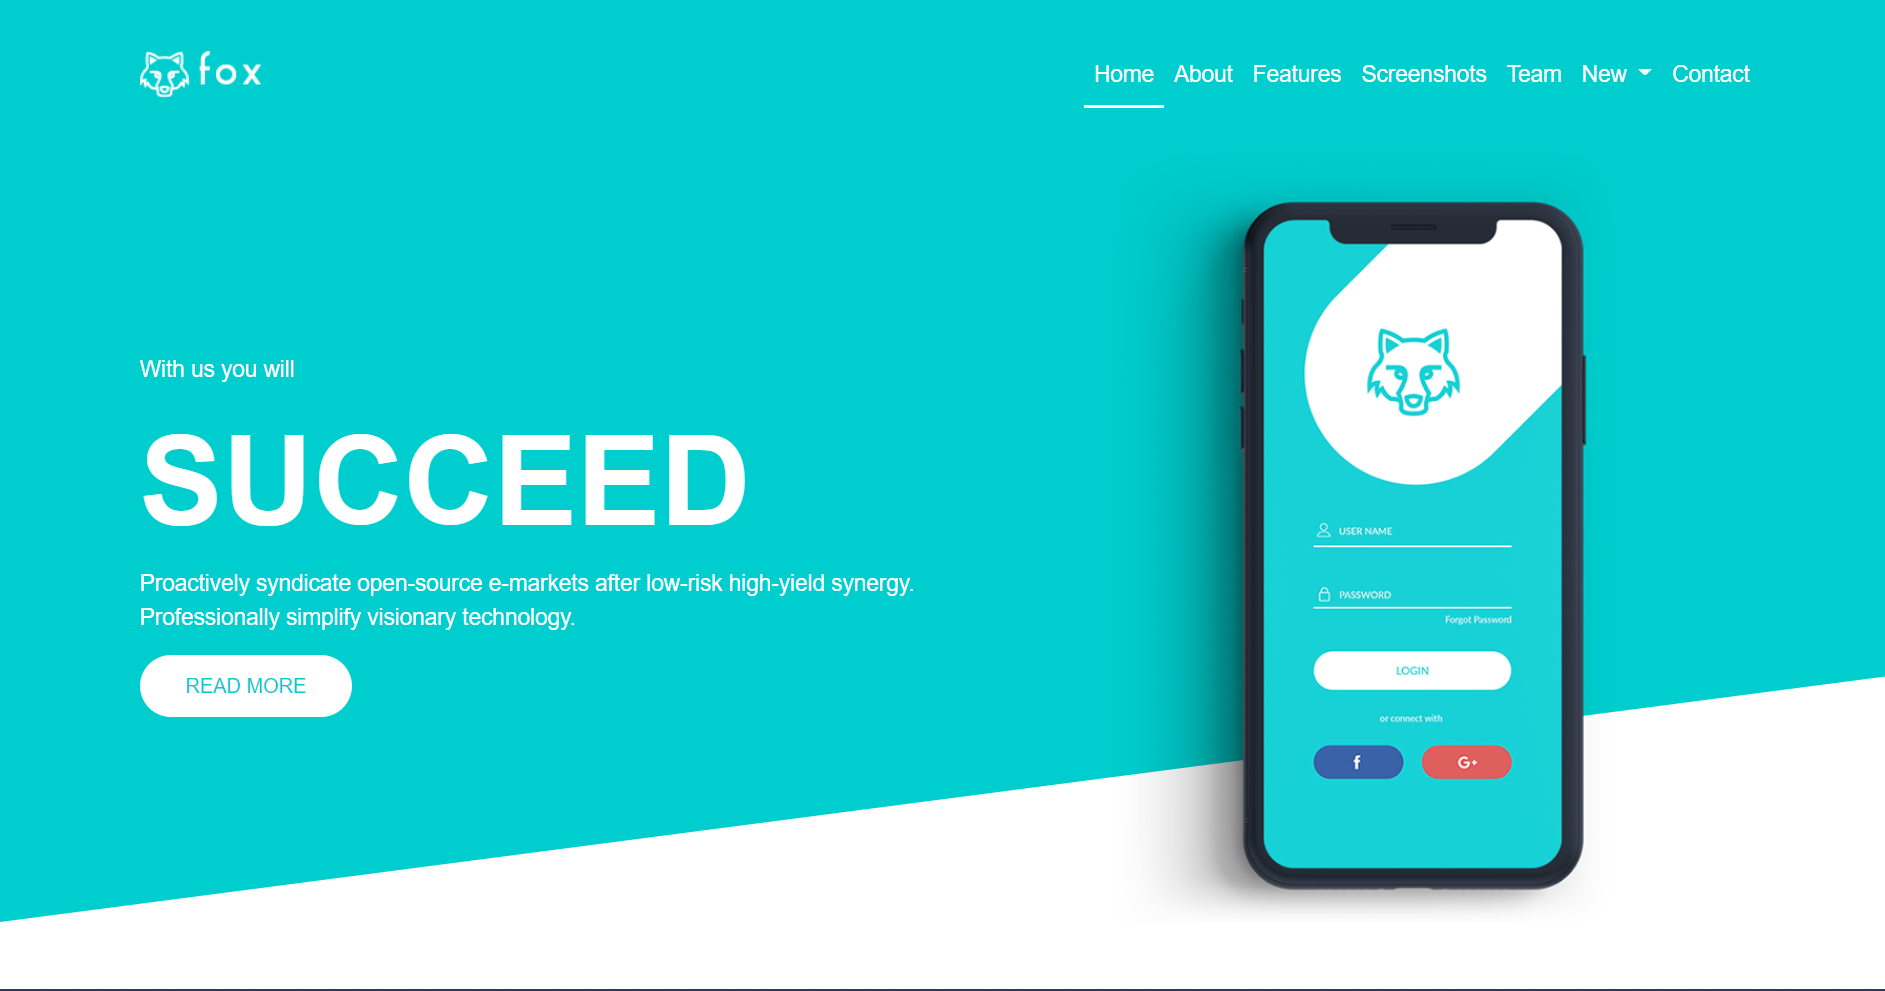 fox
Home About Features Screenshots Team New Contact
With us you will
SUCCEED
Proactively syndicate open-source e-markets after low-risk high-yield synergy.
Professionally simplify visionary technology.
READ MORE
USER NAME
PASSWORD
Forgot Password
LOGIN
or connect with
f
G+